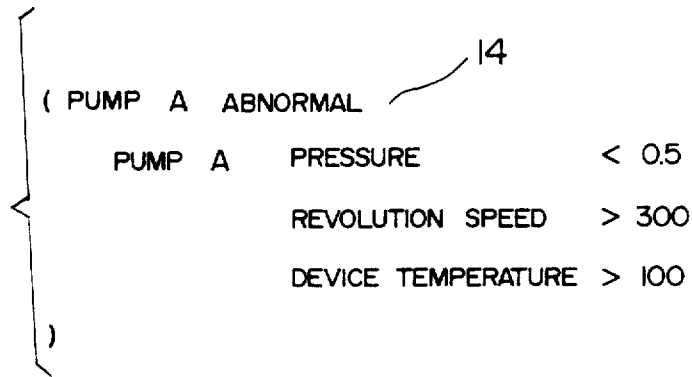 14
( PUMP A ABNORMAL
PUMP A PRESSURE < 0.5
REVOLUTION SPEED > 300
DEVICE TEMPERATURE > 100
)